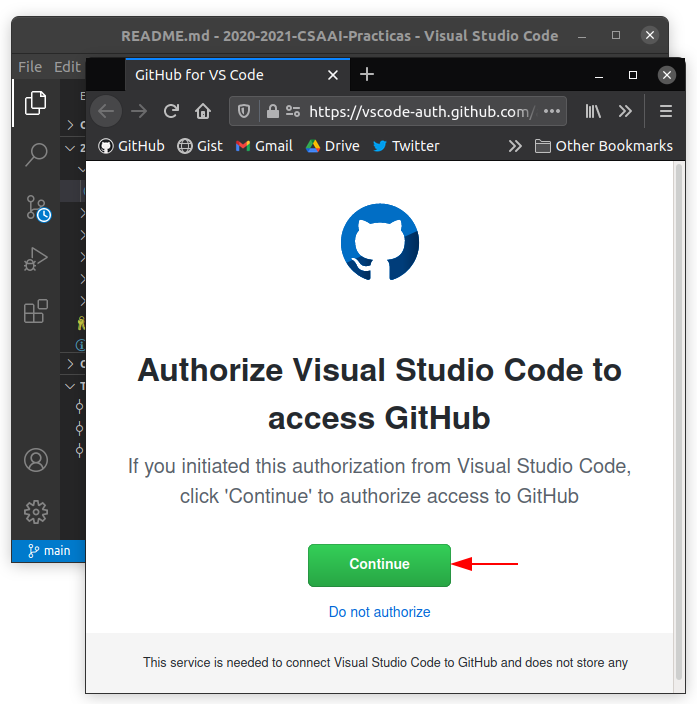 README.md - 2020-2021-CSAAI-Practicas - Visual Studio Code
File Edit
GitHub for VS Code
https://vscode-auth.github.com/
GitHub Gist Gmail Drive Twitter Other Bookmarks
Authorize Visual Studio Code to
access GitHub
If you initiated this authorization from Visual Studio Code,
click 'Continue' to authorize access to GitHub
Continue
Do not authorize
main
This service is needed to connect Visual Studio Code to GitHub and does not store any